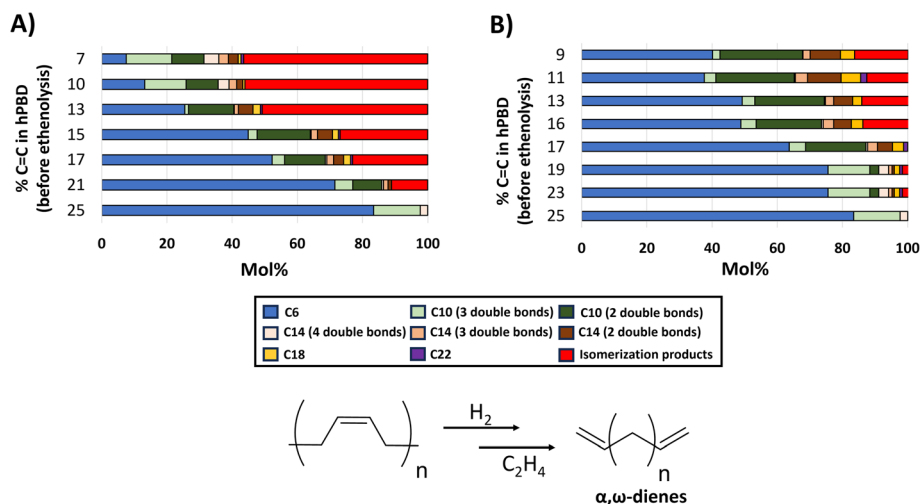 A)
% C=C in hPBD
(before ethenolysis)
7
10
13
15
17
21
25
0 20 40 60 80 100
Mol%
B)
% C=C in hPBD
(before ethenolysis)
9
11
13
16
17
19
23
25
0 20 40 60 80 100
Mol%
C6 C10 (3 double bonds) C10 (2 double bonds)
C14 (4 double bonds) C14 (3 double bonds) C14 (2 double bonds)
C18 C22 Isomerization products
n
H2
C2H4
n
α,ω-dienes